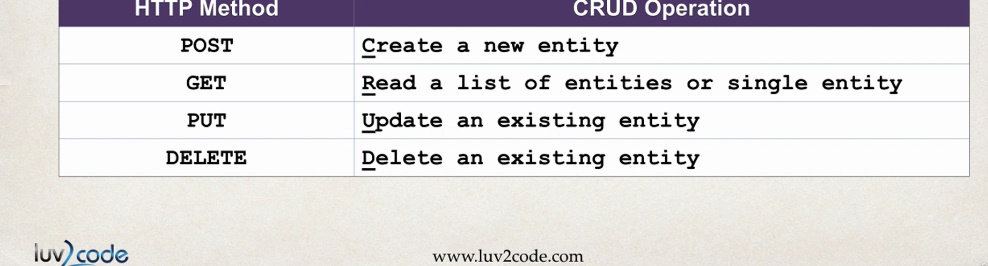 HTTP Method CRUD Operation
POST Create a new entity
GET Read a list of entities or single entity
PUT Update an existing entity
DELETE Delete an existing entity
luv2code www.luv2code.com